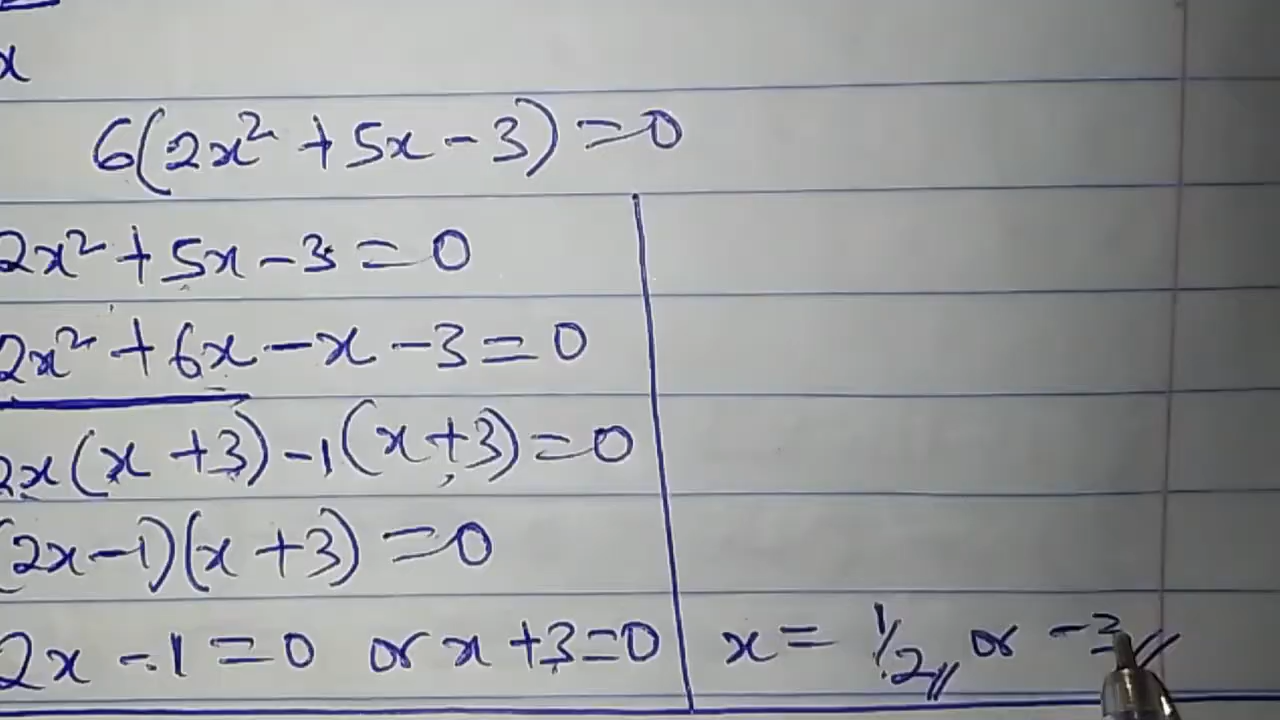 x
6(2x² + 5x - 3) = 0
2x² + 5x - 3 = 0
2x² + 6x - x - 3 = 0
2x(x + 3) - 1(x + 3) = 0
(2x - 1)(x + 3) = 0
2x - 1 = 0 or x + 3 = 0
x = 1/2 or -3